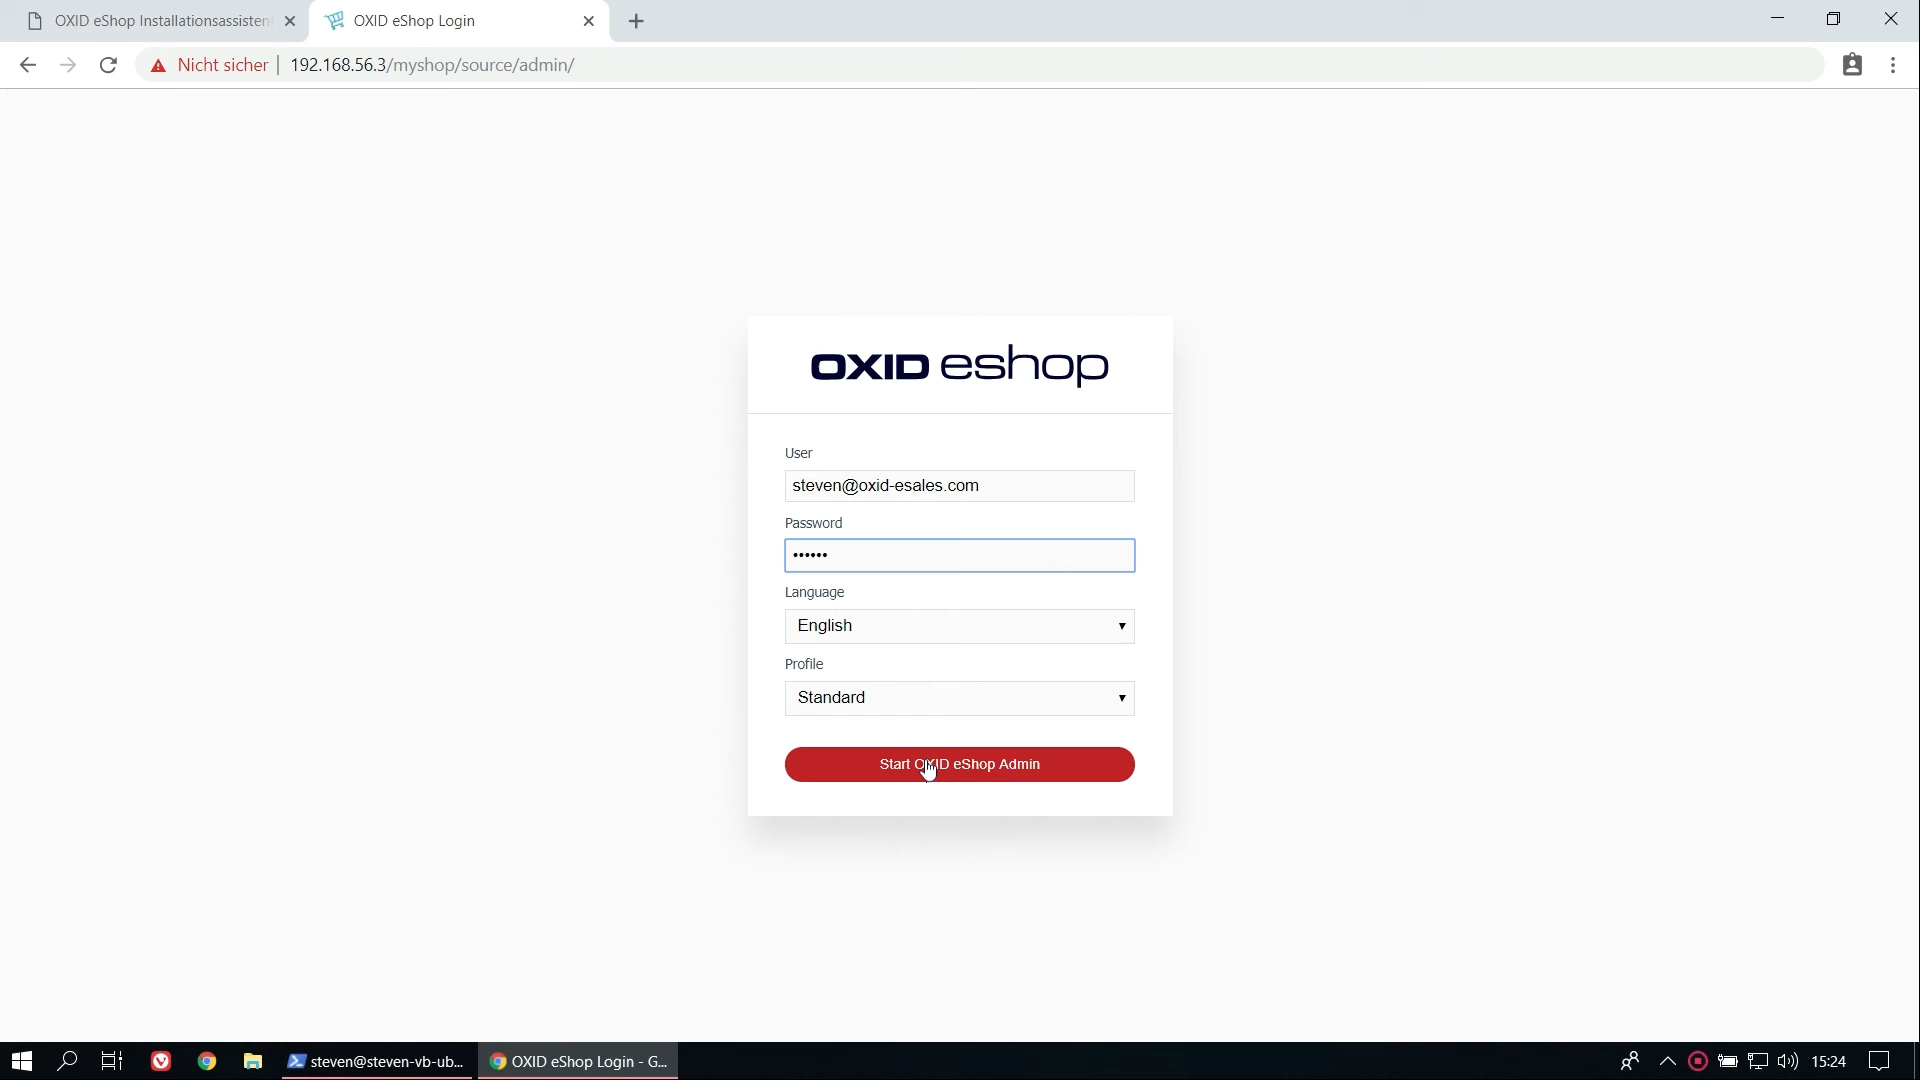 OXID eShop Installationsassisten
OXID eShop Login
Nicht sicher
192.168.56.3/myshop/source/admin/
OXID eshop
User
steven@oxid-esales.com
Password
••••••
Language
English
Profile
Standard
Start OXID eShop Admin
steven@steven-vb-ub...
OXID eShop Login - G...
15:24